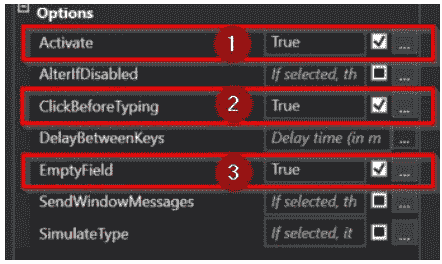 Options
Activate 1 True ...
AlterIfDisabled If selected, th ...
ClickBeforeTyping 2 True ...
DelayBetweenKeys Delay time (in m ...
EmptyField 3 True ...
SendWindowMessages If selected, th ...
SimulateType If selected, it ...